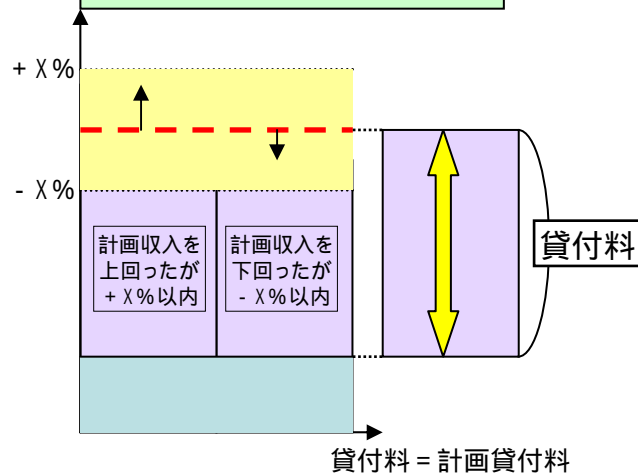 +X%
-X%
計画収入を
上回ったが
+X%以内
計画収入を
下回ったが
-X%以内
貸付料
貸付料=計画貸付料